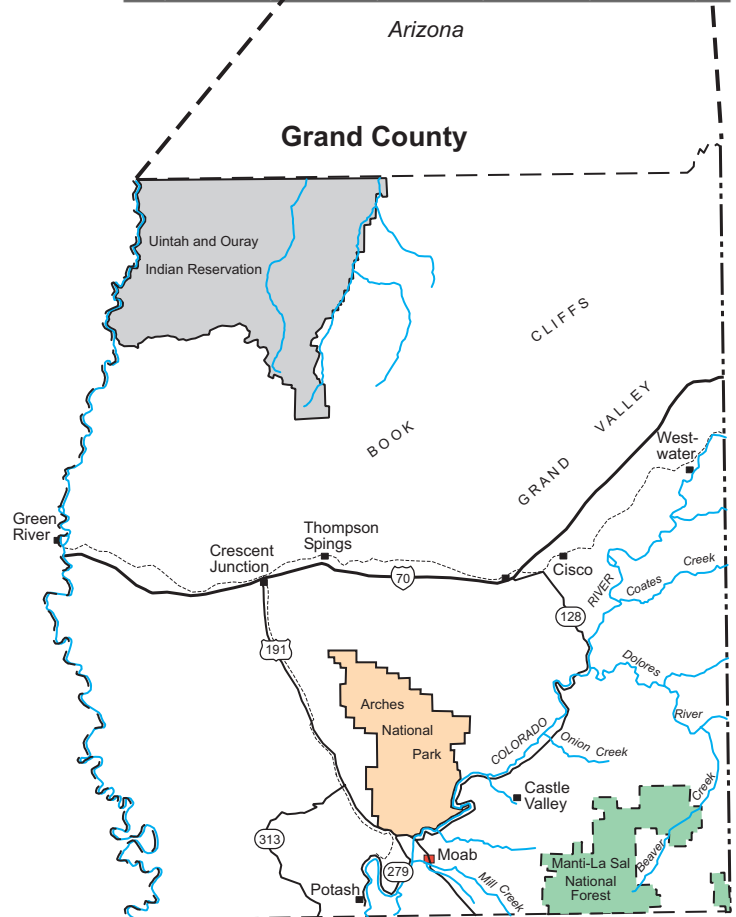 Arizona
Grand County
Uintah and Ouray
Indian Reservation
CLIFFS
BOOK
VALLEY
GRAND
West-
water
Green
River
Thompson
Spings
Crescent
Junction
70
Cisco
RIVER
Coates
Creek
128
191
Dolores
River
Arches
National
Park
COLORADO
Onion Creek
Castle
Valley
Creek
Beaver
313
Moab
279
Manti-La Sal
National
Forest
Mill Creek
Potash